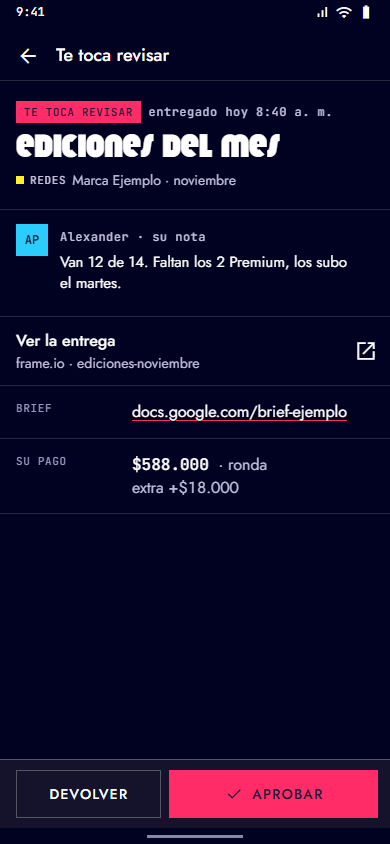 9:41
Te toca revisar
TE TOCA REVISAR entregado hoy 8:40 a. m.
EDICIONES DEL MES
REDES Marca Ejemplo · noviembre
AP
Alexander · su nota
Van 12 de 14. Faltan los 2 Premium, los subo
el martes.
Ver la entrega
frame.io · ediciones-noviembre
BRIEF docs.google.com/brief-ejemplo
SU PAGO $588.000 · ronda
extra +$18.000
DEVOLVER APROBAR